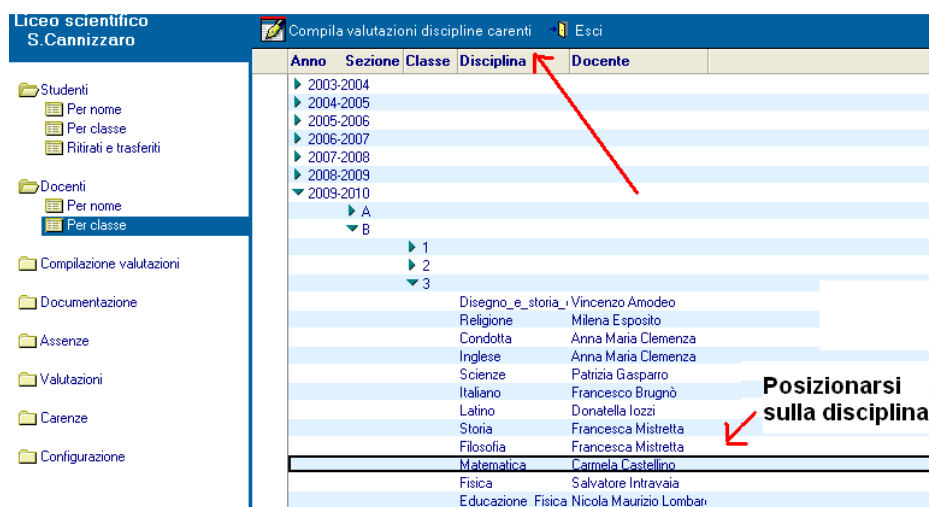 Liceo scientifico
S.Cannizzaro
Compila valutazioni discipline carenti Esci
Anno Sezione Classe Disciplina Docente
Studenti
Per nome
Per classe
Ritirati e trasferiti
Docenti
Per nome
Per classe
Compilazione valutazioni
Documentazione
Assenze
Valutazioni
Carenze
Configurazione
2003-2004
2004-2005
2005-2006
2006-2007
2007-2008
2008-2009
2009-2010
A
B
1
2
3
Disegno_e_storia_ Vincenzo Amodeo
Religione Milena Esposito
Condotta Anna Maria Clemenza
Inglese Anna Maria Clemenza
Scienze Patrizia Gasparro
Italiano Francesco Brugnò
Latino Donatella Iozzi
Storia Francesca Mistretta
Filosofia Francesca Mistretta
Matematica Carmela Castellino
Fisica Salvatore Intravaia
Educazione Fisica Nicola Maurizio Lombar
Posizionarsi
sulla disciplina